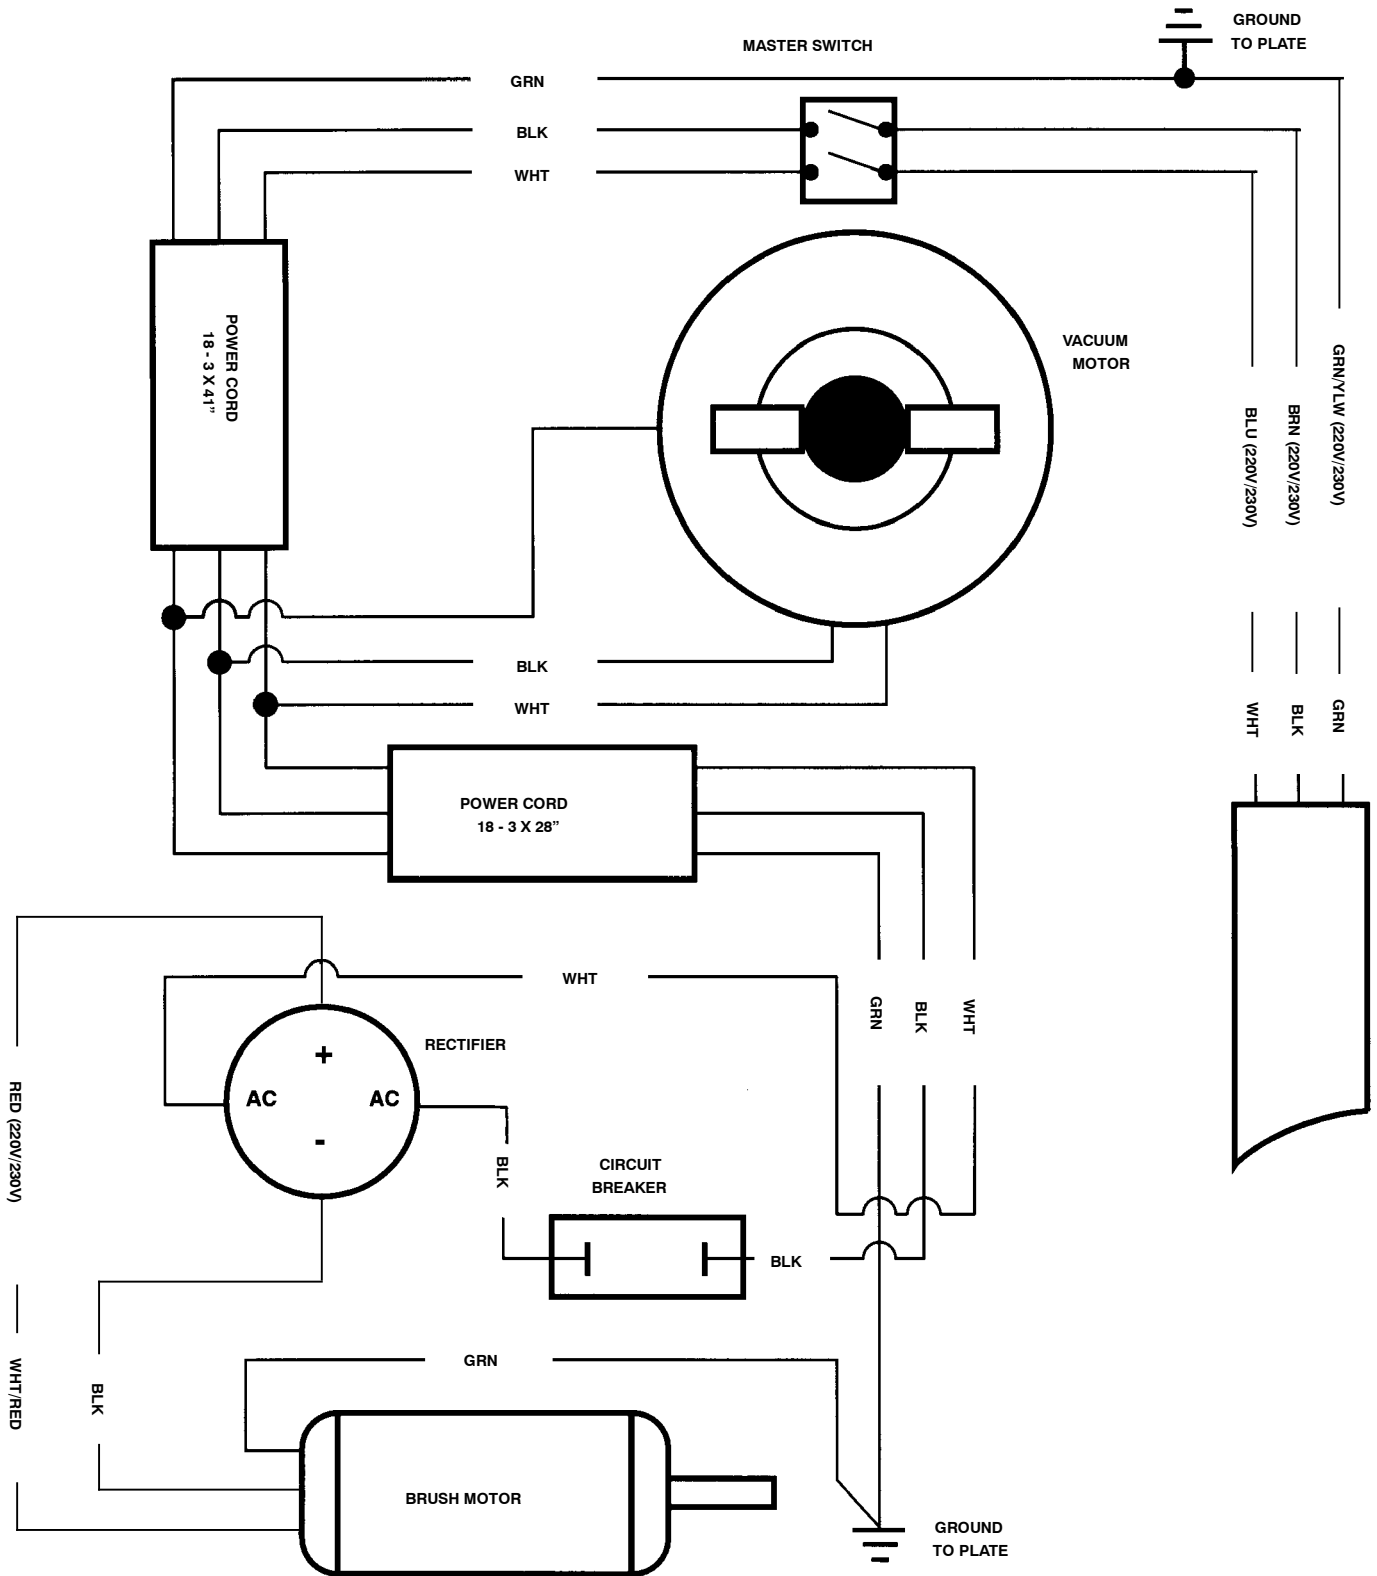 GROUND
TO PLATE
MASTER SWITCH
GRN
BLK
WHT
POWER CORD
18 - 3 X 41”
VACUUM
MOTOR
GRN/YLW (220V/230V)
BRN (220V/230V)
BLU (220V/230V)
BLK
WHT
WHT
BLK
GRN
POWER CORD
18 - 3 X 28”
WHT
GRN
BLK
WHT
RECTIFIER
+
AC
AC
-
RED (220V/230V)
BLK
CIRCUIT
BREAKER
BLK
GRN
WHT/RED
BLK
BRUSH MOTOR
GROUND
TO PLATE